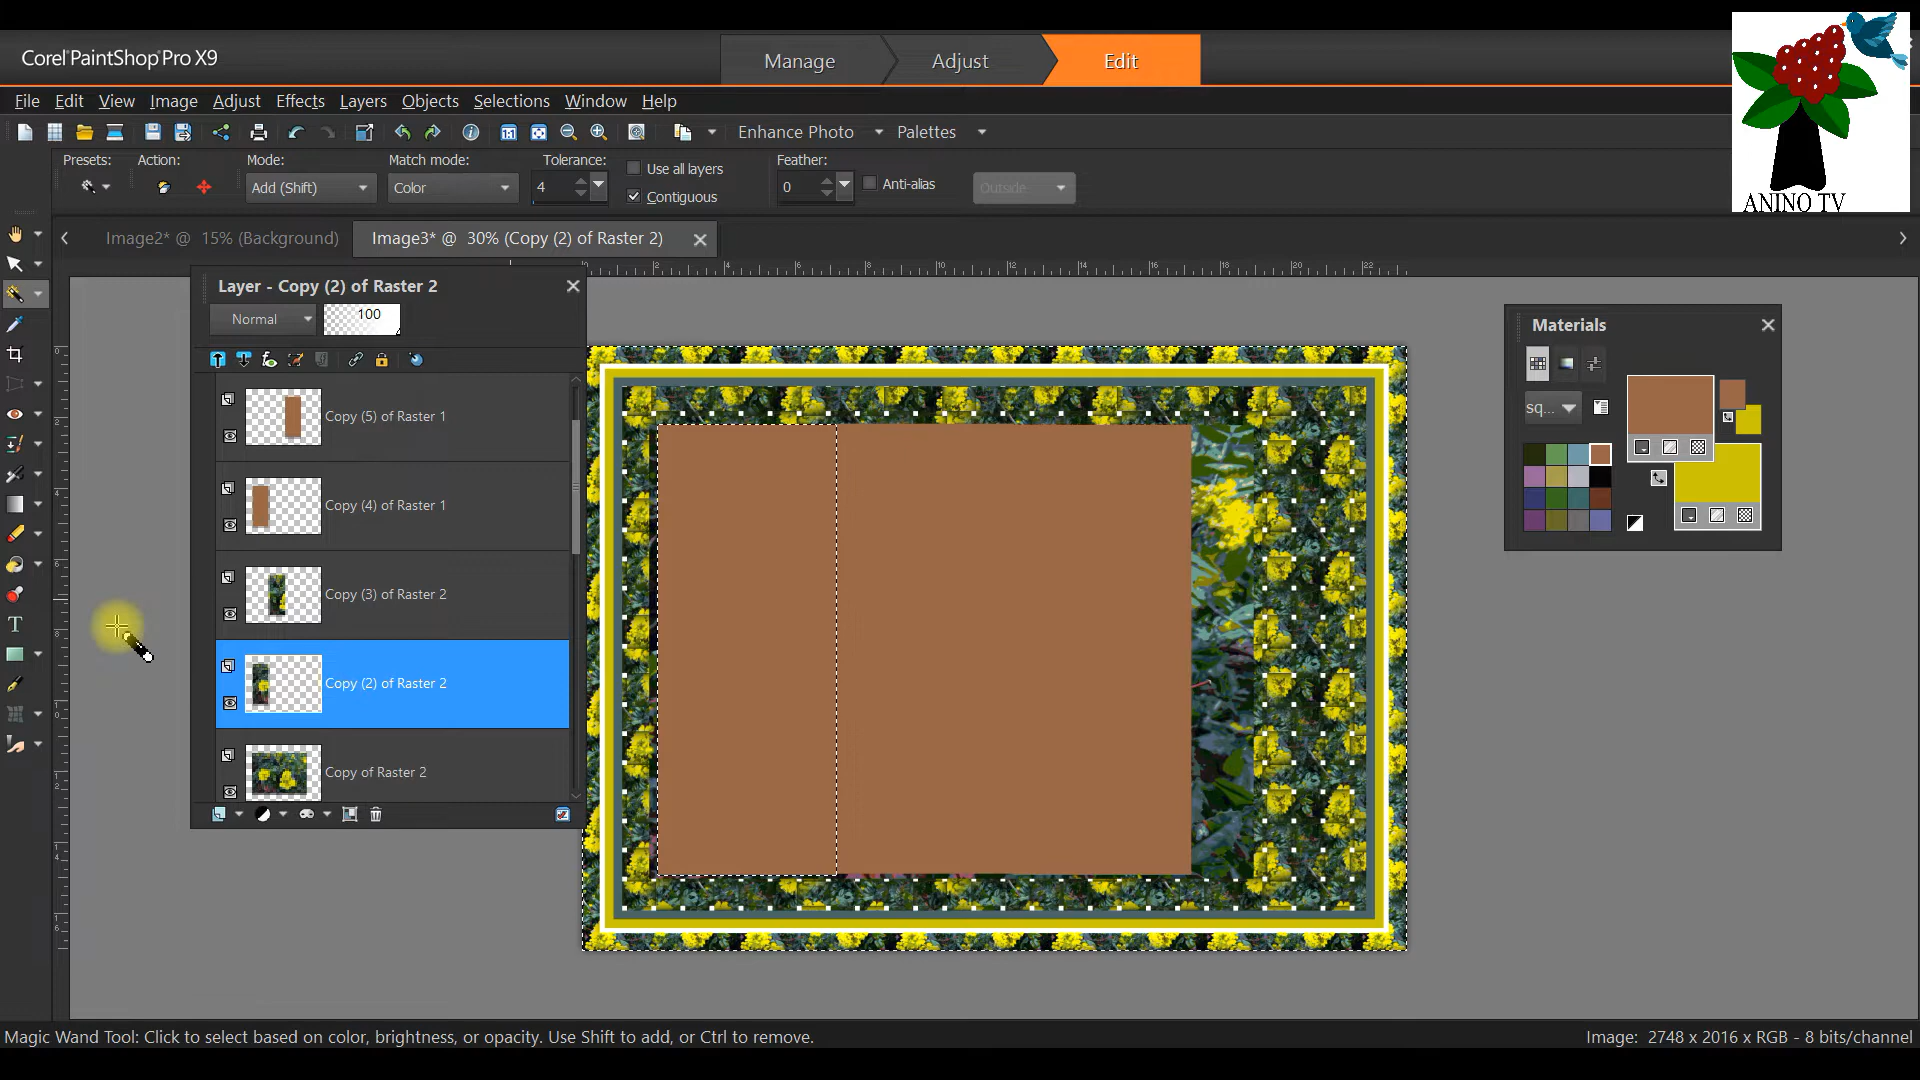 Corel PaintShop Pro X9
Manage
Adjust
Edit
File Edit View Image Adjust Effects Layers Objects Selections Window Help
Enhance Photo
Palettes
Presets: Action: Mode: Match mode: Tolerance: Use all layers Feather:
Add (Shift) Color 4 Contiguous 0 Anti-alias Outside
ANINO TV
Image2* @ 15% (Background)
Image3* @ 30% (Copy (2) of Raster 2)
Layer - Copy (2) of Raster 2
Normal 100
Copy (5) of Raster 1
Copy (4) of Raster 1
Copy (3) of Raster 2
Copy (2) of Raster 2
Copy of Raster 2
Materials
sq...
Magic Wand Tool: Click to select based on color, brightness, or opacity. Use Shift to add, or Ctrl to remove.
Image: 2748 x 2016 x RGB - 8 bits/channel